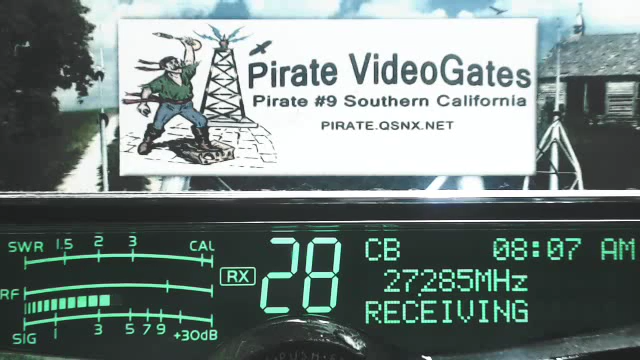 Pirate VideoGates
Pirate #9 Southern California
PIRATE.QSNX.NET
SWR 1.5 2 3 CAL
RF
SIG 1 3 5 7 9 +30dB
RX
28
CB 08:07 AM
27285MHz
RECEIVING